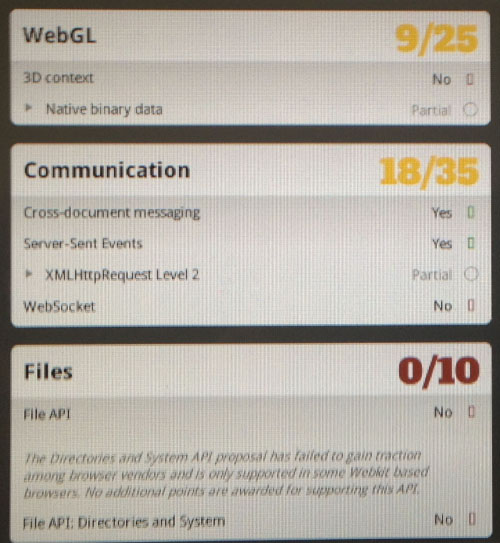 WebGL 9/25
3D context No
Native binary data Partial
Communication 18/35
Cross-document messaging Yes
Server-Sent Events Yes
XMLHttpRequest Level 2 Partial
WebSocket No
Files 0/10
File API No
The Directories and System API proposal has failed to gain traction
among browser vendors and is only supported in some Webkit based
browsers. No additional points are awarded for supporting this API.
File API: Directories and System No